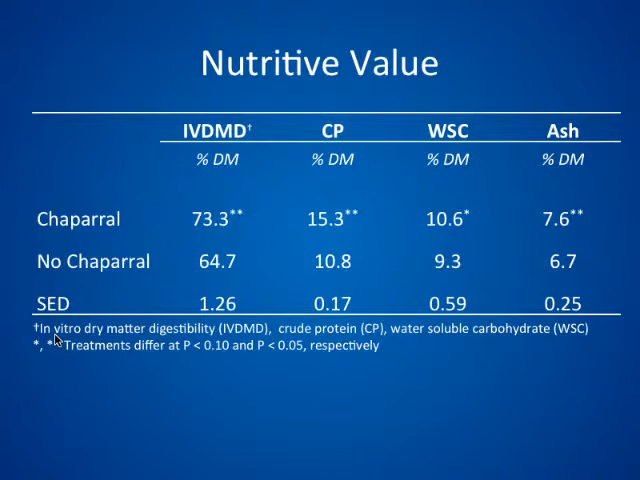 Nutritive Value
IVDMD† CP WSC Ash
% DM % DM % DM % DM
Chaparral 73.3** 15.3** 10.6* 7.6**
No Chaparral 64.7 10.8 9.3 6.7
SED 1.26 0.17 0.59 0.25
†In vitro dry matter digestibility (IVDMD), crude protein (CP), water soluble carbohydrate (WSC)
*, ** Treatments differ at P < 0.10 and P < 0.05, respectively